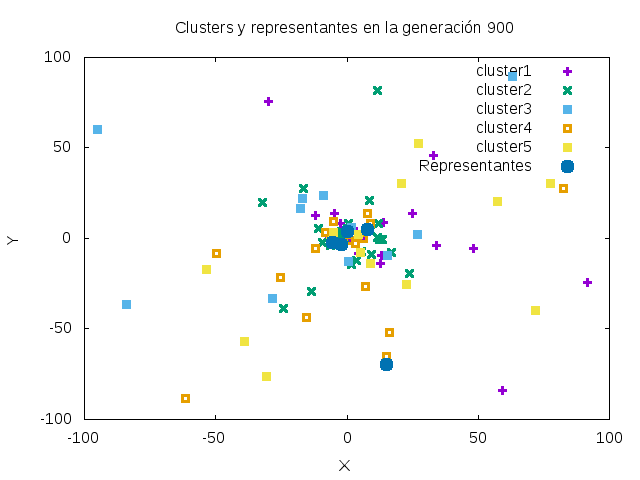 Clusters y representantes en la generación 900
100
50
0
-50
-100
-100
-50
0
50
100
X
Y
cluster1
cluster2
cluster3
cluster4
cluster5
Representantes